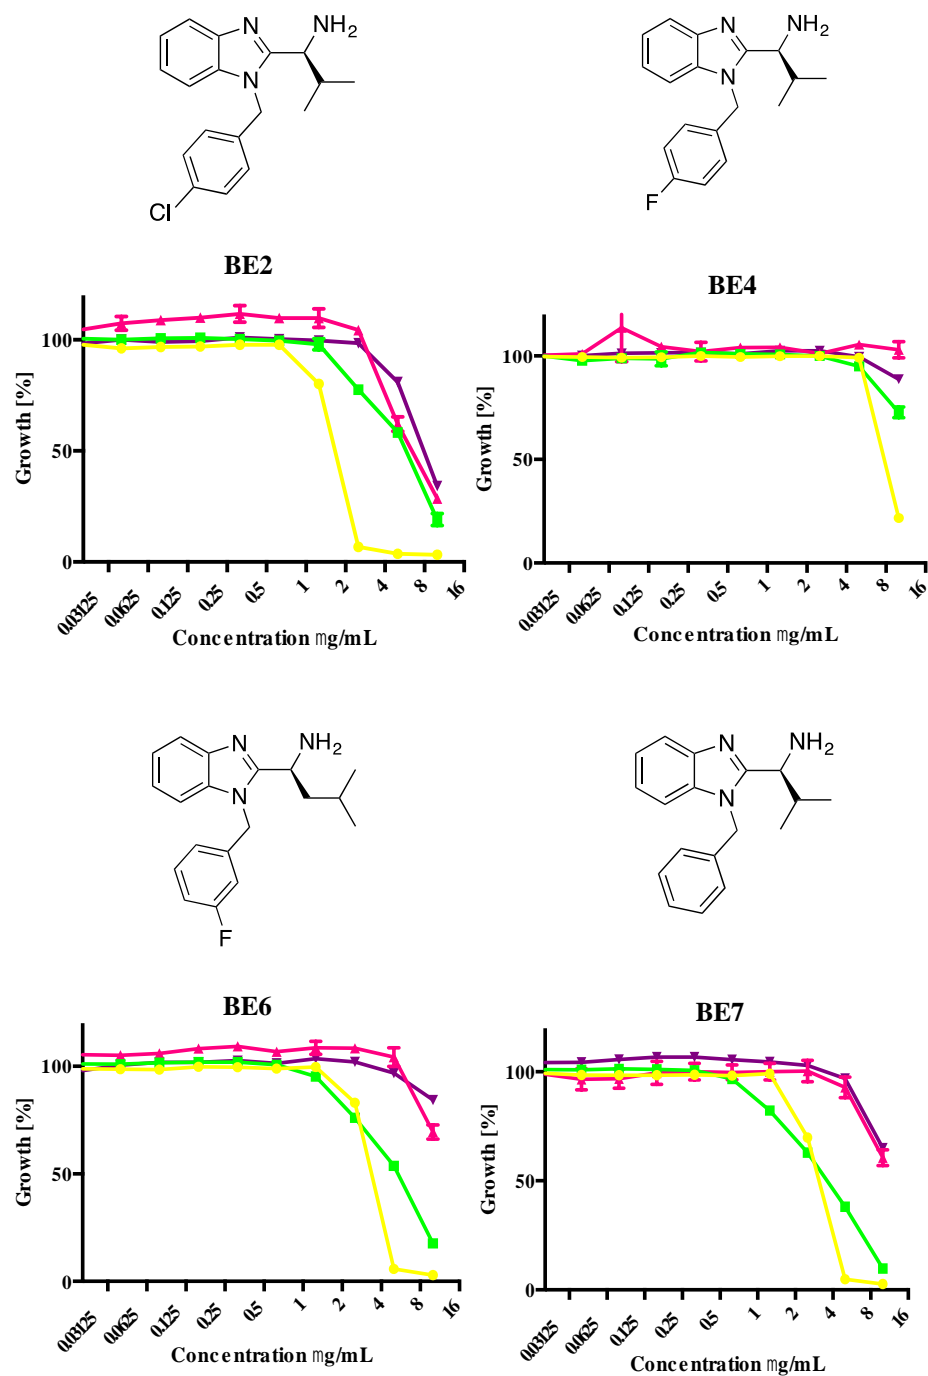 N NH2
N
Cl
N NH2
N
F
BE2
100
50
0
Growth [%]
0.03125 0.0625 0.125 0.25 0.5 1 2 4 8 16
Concentration mg/mL
BE4
100
50
0
Growth [%]
0.03125 0.0625 0.125 0.25 0.5 1 2 4 8 16
Concentration mg/mL
N NH2
N
F
N NH2
N
BE6
100
50
0
Growth [%]
0.03125 0.0625 0.125 0.25 0.5 1 2 4 8 16
Concentration mg/mL
BE7
100
50
0
Growth [%]
0.03125 0.0625 0.125 0.25 0.5 1 2 4 8 16
Concentration mg/mL